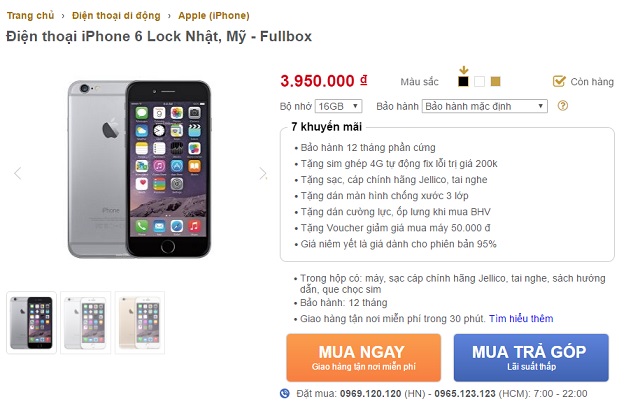 Trang chủ › Điện thoại di động › Apple (iPhone)
Điện thoại iPhone 6 Lock Nhật, Mỹ - Fullbox
3.950.000 ₫ Màu sắc Còn hàng
Bộ nhớ 16GB Bảo hành Bảo hành mặc định ?
7 khuyến mãi
• Bảo hành 12 tháng phần cứng
• Tặng sim ghép 4G tự động fix lỗi trị giá 200k
• Tặng sạc, cáp chính hãng Jellico, tai nghe
• Tặng dán màn hình chống xước 3 lớp
• Tặng dán cường lực, ốp lưng khi mua BHV
• Tặng Voucher giảm giá mua máy 50.000 đ
• Giá niêm yết là giá dành cho phiên bản 95%
• Trong hộp có: máy, sạc cáp chính hãng Jellico, tai nghe, sách hướng
dẫn, que chọc sim
• Bảo hành: 12 tháng
• Giao hàng tận nơi miễn phí trong 30 phút. Tìm hiểu thêm
MUA NGAY
Giao hàng tận nơi miễn phí
MUA TRẢ GÓP
Lãi suất thấp
Đặt mua: 0969.120.120 (HN) - 0965.123.123 (HCM): 7:00 - 22:00
iPhone